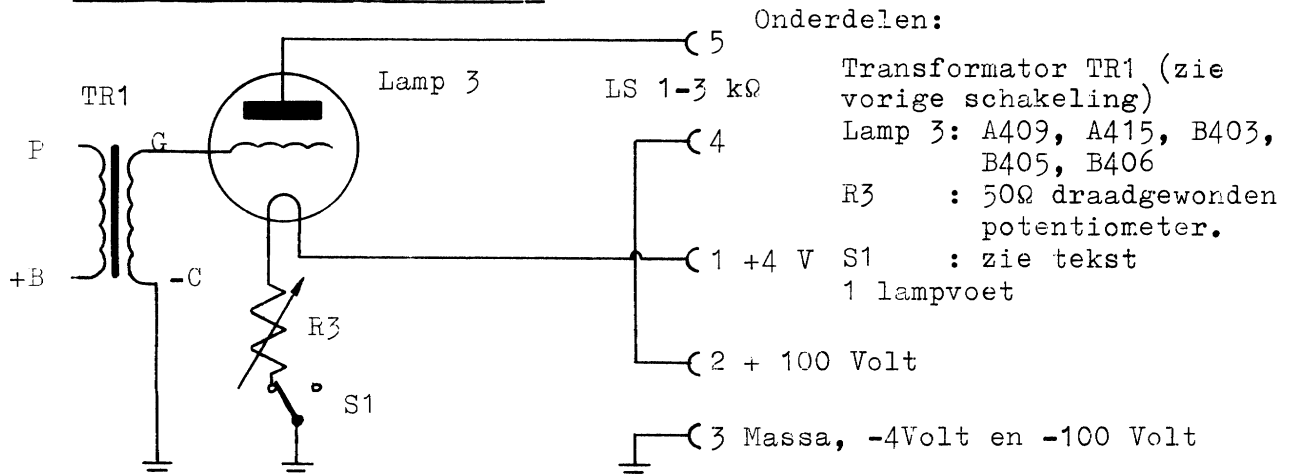 Onderdelen:
Transformator TR1 (zie
vorige schakeling)
Lamp 3: A409, A415, B403,
B405, B406
R3 : 50Ω draadgewonden
potentiometer.
S1 : zie tekst
1 lampvoet
TR1
P
G
+B
-C
Lamp 3
R3
S1
5
LS 1-3 kΩ
4
1 +4 V
2 + 100 Volt
3 Massa, -4Volt en -100 Volt